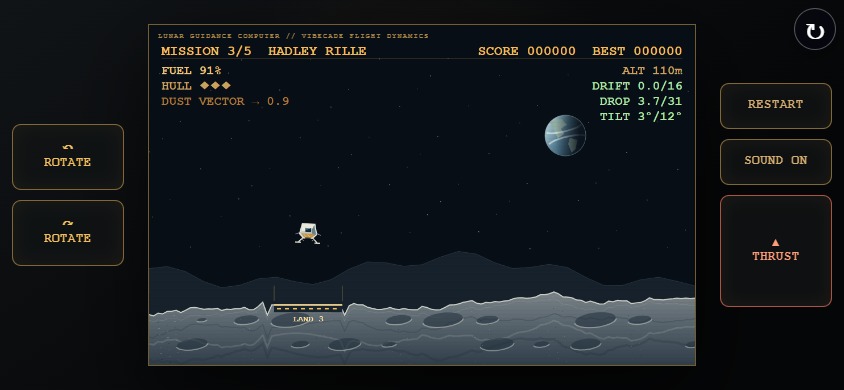 LUNAR GUIDANCE COMPUTER // VIBECADE FLIGHT DYNAMICS
MISSION 3/5 HADLEY RILLE SCORE 000000 BEST 000000
FUEL 91% ALT 110m
HULL ◆◆◆ DRIFT 0.0/16
DUST VECTOR → 0.9 DROP 3.7/31
TILT 3°/12°
↶
ROTATE
↷
ROTATE
↻
RESTART
SOUND ON
▲
THRUST
LAND 3